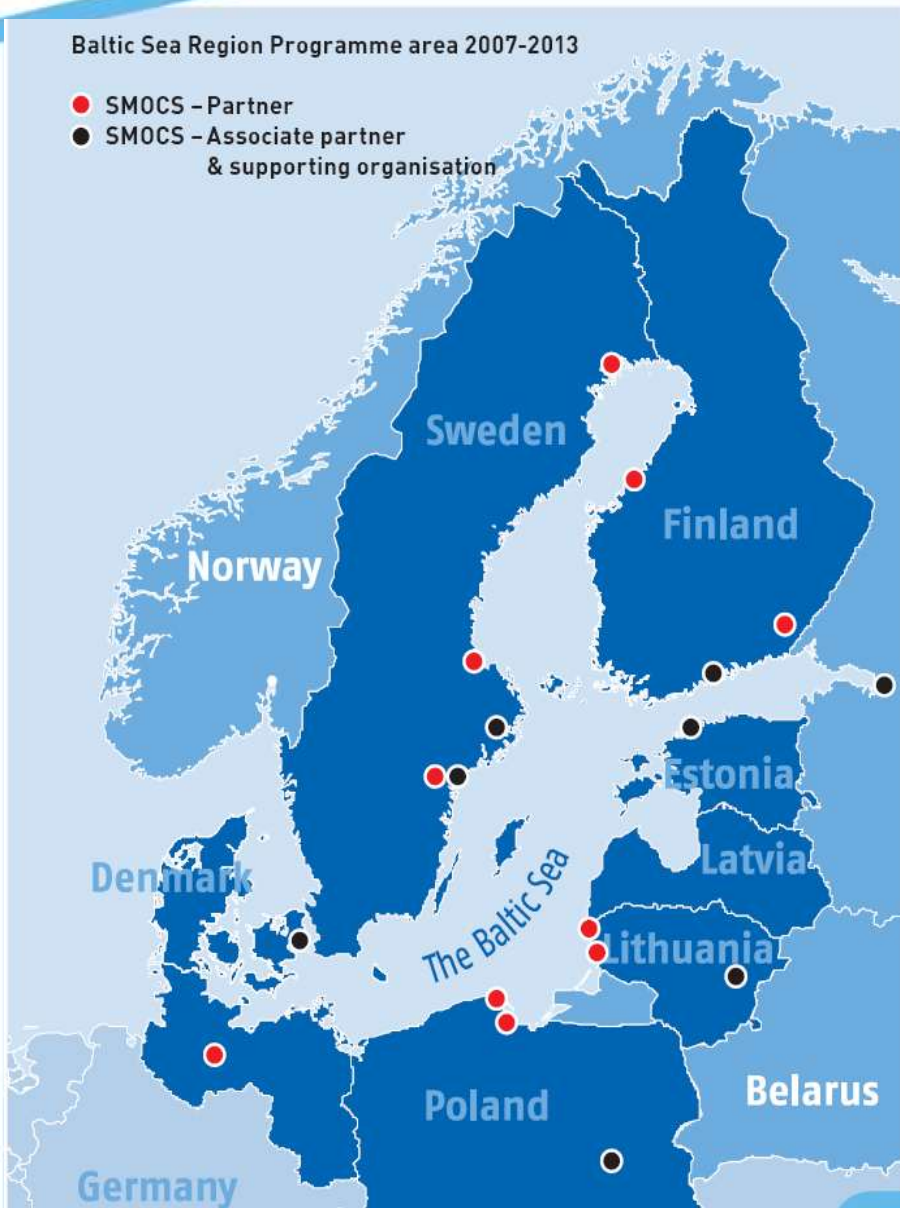 Baltic Sea Region Programme area 2007-2013
SMOCS – Partner
SMOCS – Associate partner
& supporting organisation
Sweden
Finland
Norway
Estonia
Latvia
Denmark
The Baltic Sea
Lithuania
Belarus
Poland
Germany